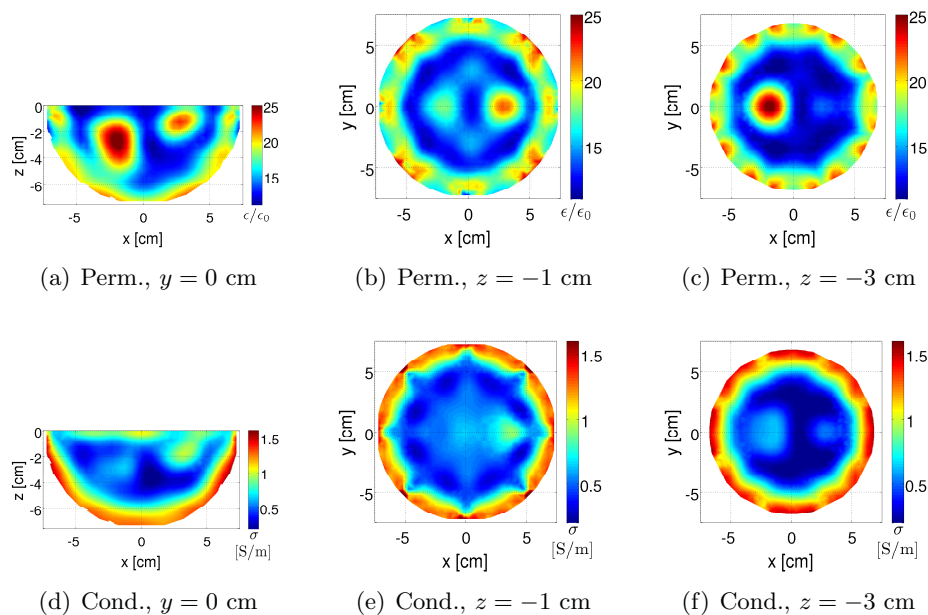 25
20
15
ϵ/ϵ0
0
-2
-4
-6
z [cm]
-5
0
5
x [cm]
(a) Perm., y = 0 cm
25
20
15
ϵ/ϵ0
5
0
-5
y [cm]
-5
0
5
x [cm]
(b) Perm., z = −1 cm
25
20
15
ϵ/ϵ0
5
0
-5
y [cm]
-5
0
5
x [cm]
(c) Perm., z = −3 cm
1.5
1
0.5
σ
[S/m]
0
-2
-4
-6
z [cm]
-5
0
5
x [cm]
(d) Cond., y = 0 cm
1.5
1
0.5
σ
[S/m]
5
0
-5
y [cm]
-5
0
5
x [cm]
(e) Cond., z = −1 cm
1.5
1
0.5
σ
[S/m]
5
0
-5
y [cm]
-5
0
5
x [cm]
(f) Cond., z = −3 cm